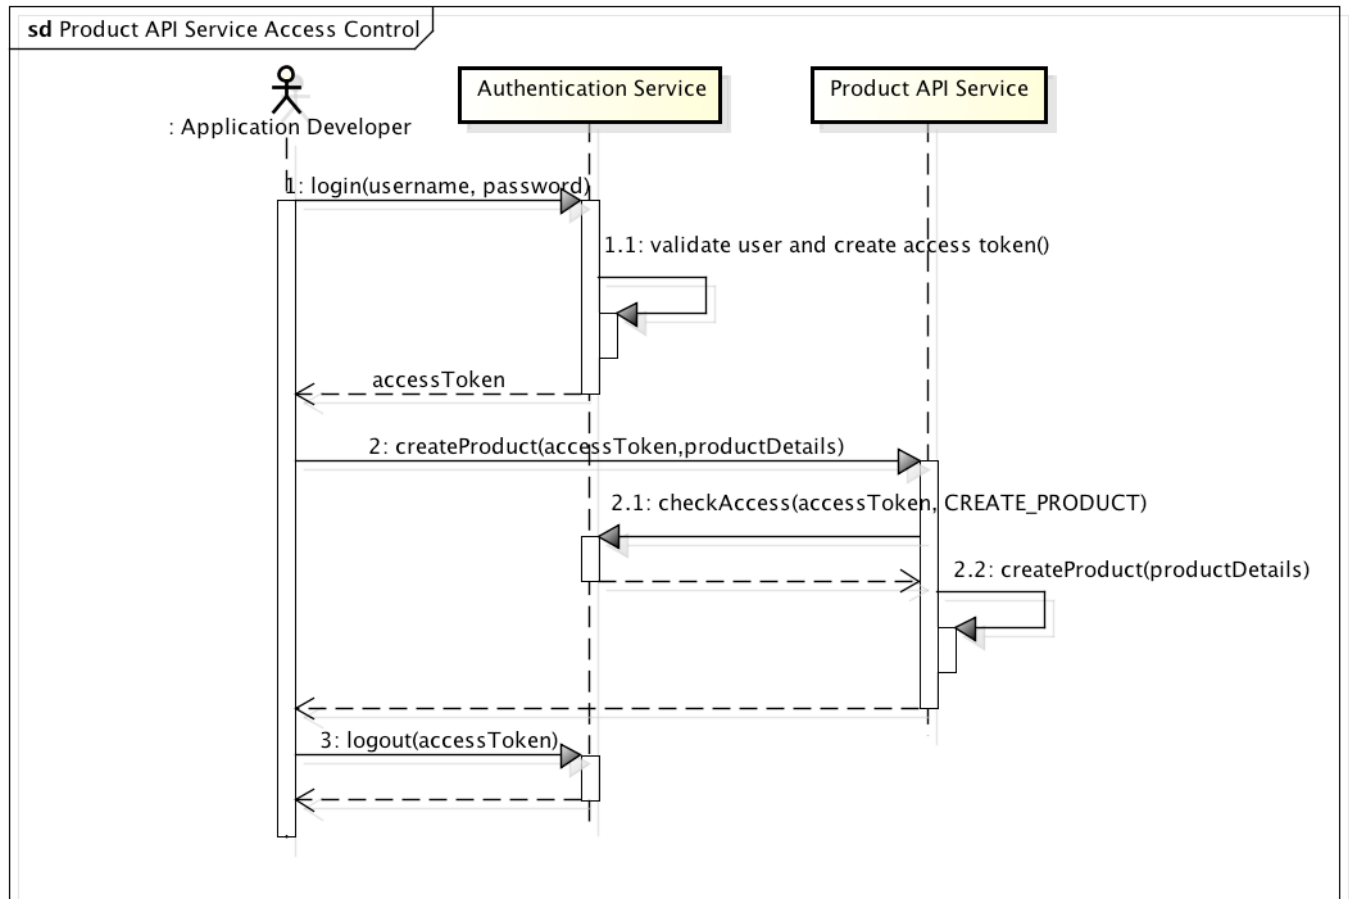 sd Product API Service Access Control
Authentication Service
Product API Service
: Application Developer
1: login(username, password)
1.1: validate user and create access token()
accessToken
2: createProduct(accessToken,productDetails)
2.1: checkAccess(accessToken, CREATE_PRODUCT)
2.2: createProduct(productDetails)
3: logout(accessToken)